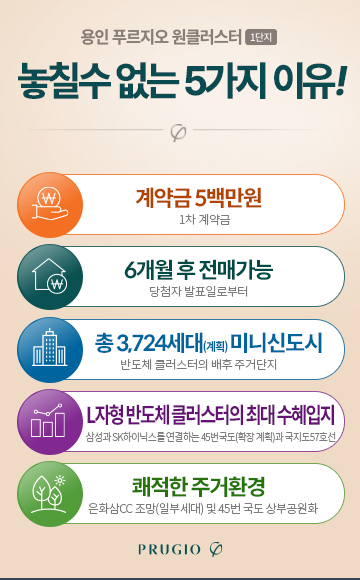 용인 푸르지오 원클러스터 1단지
놓칠수 없는 5가지 이유!
계약금 5백만원
1차 계약금
6개월 후 전매가능
당첨자 발표일로부터
총 3,724세대(계획) 미니신도시
반도체 클러스터의 배후 주거단지
L자형 반도체 클러스터의 최대 수혜입지
삼성과 SK하이닉스를 연결하는 45번국도(확장 계획)과 국지도57호선
쾌적한 주거환경
은화삼CC 조망(일부세대) 및 45번 국도 상부공원화
PRUGIO